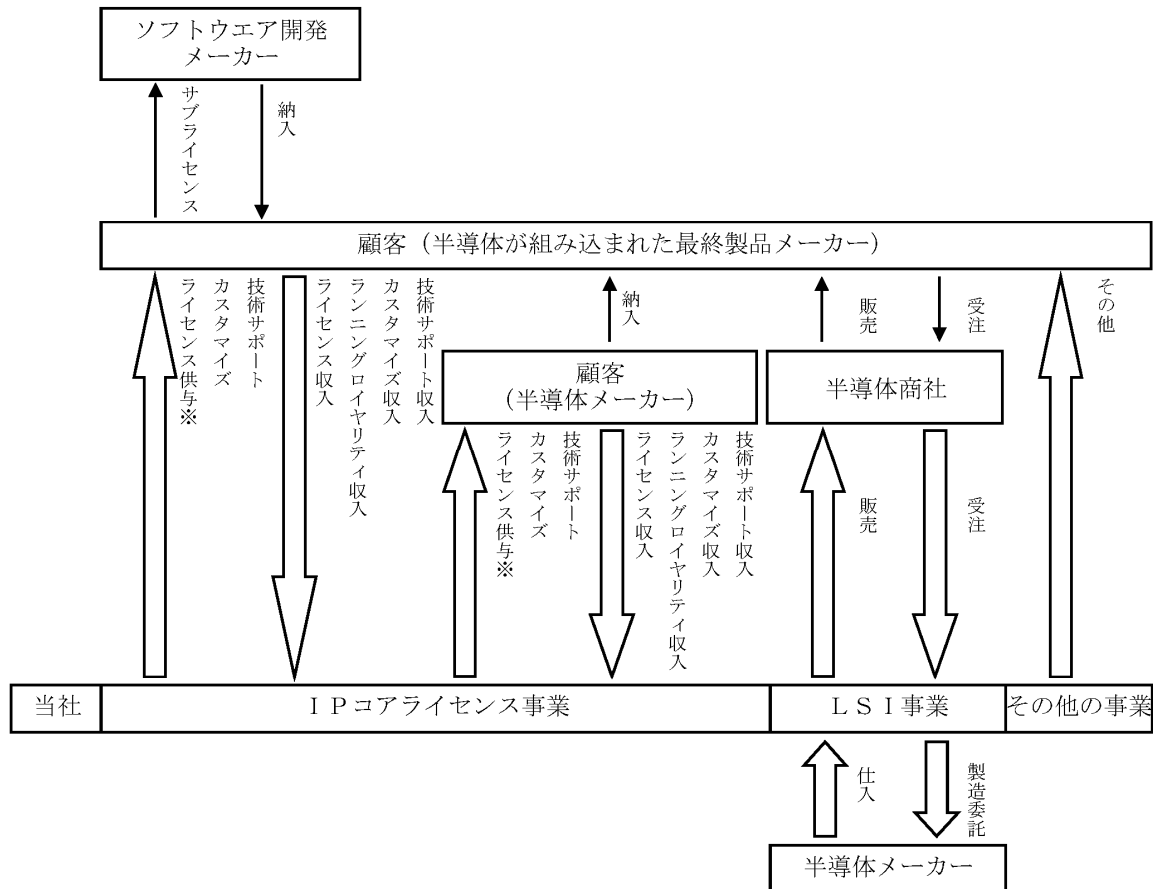 ソフトウエア開発
メーカー
サブライセンス
納入
顧客（半導体が組み込まれた最終製品メーカー）
ライセンス供与※
カスタマイズ
技術サポート
ライセンス収入
ランニングロイヤリティ収入
カスタマイズ収入
技術サポート収入
納入
販売
受注
その他
顧客
（半導体メーカー）
半導体商社
ライセンス供与※
カスタマイズ
技術サポート
ライセンス収入
ランニングロイヤリティ収入
カスタマイズ収入
技術サポート収入
販売
受注
当社
ＩＰコアライセンス事業
ＬＳＩ事業
その他の事業
仕入
製造委託
半導体メーカー